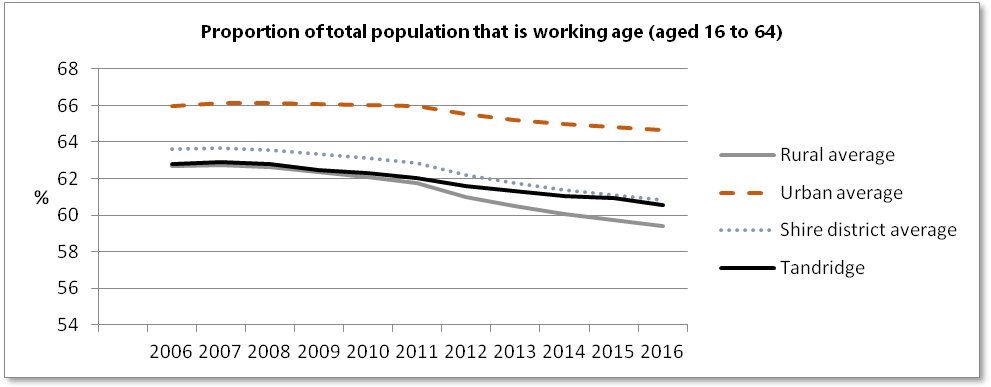 Proportion of total population that is working age (aged 16 to 64)
68
66
64
62
60
58
56
54
%
2006 2007 2008 2009 2010 2011 2012 2013 2014 2015 2016
Rural average
Urban average
Shire district average
Tandridge